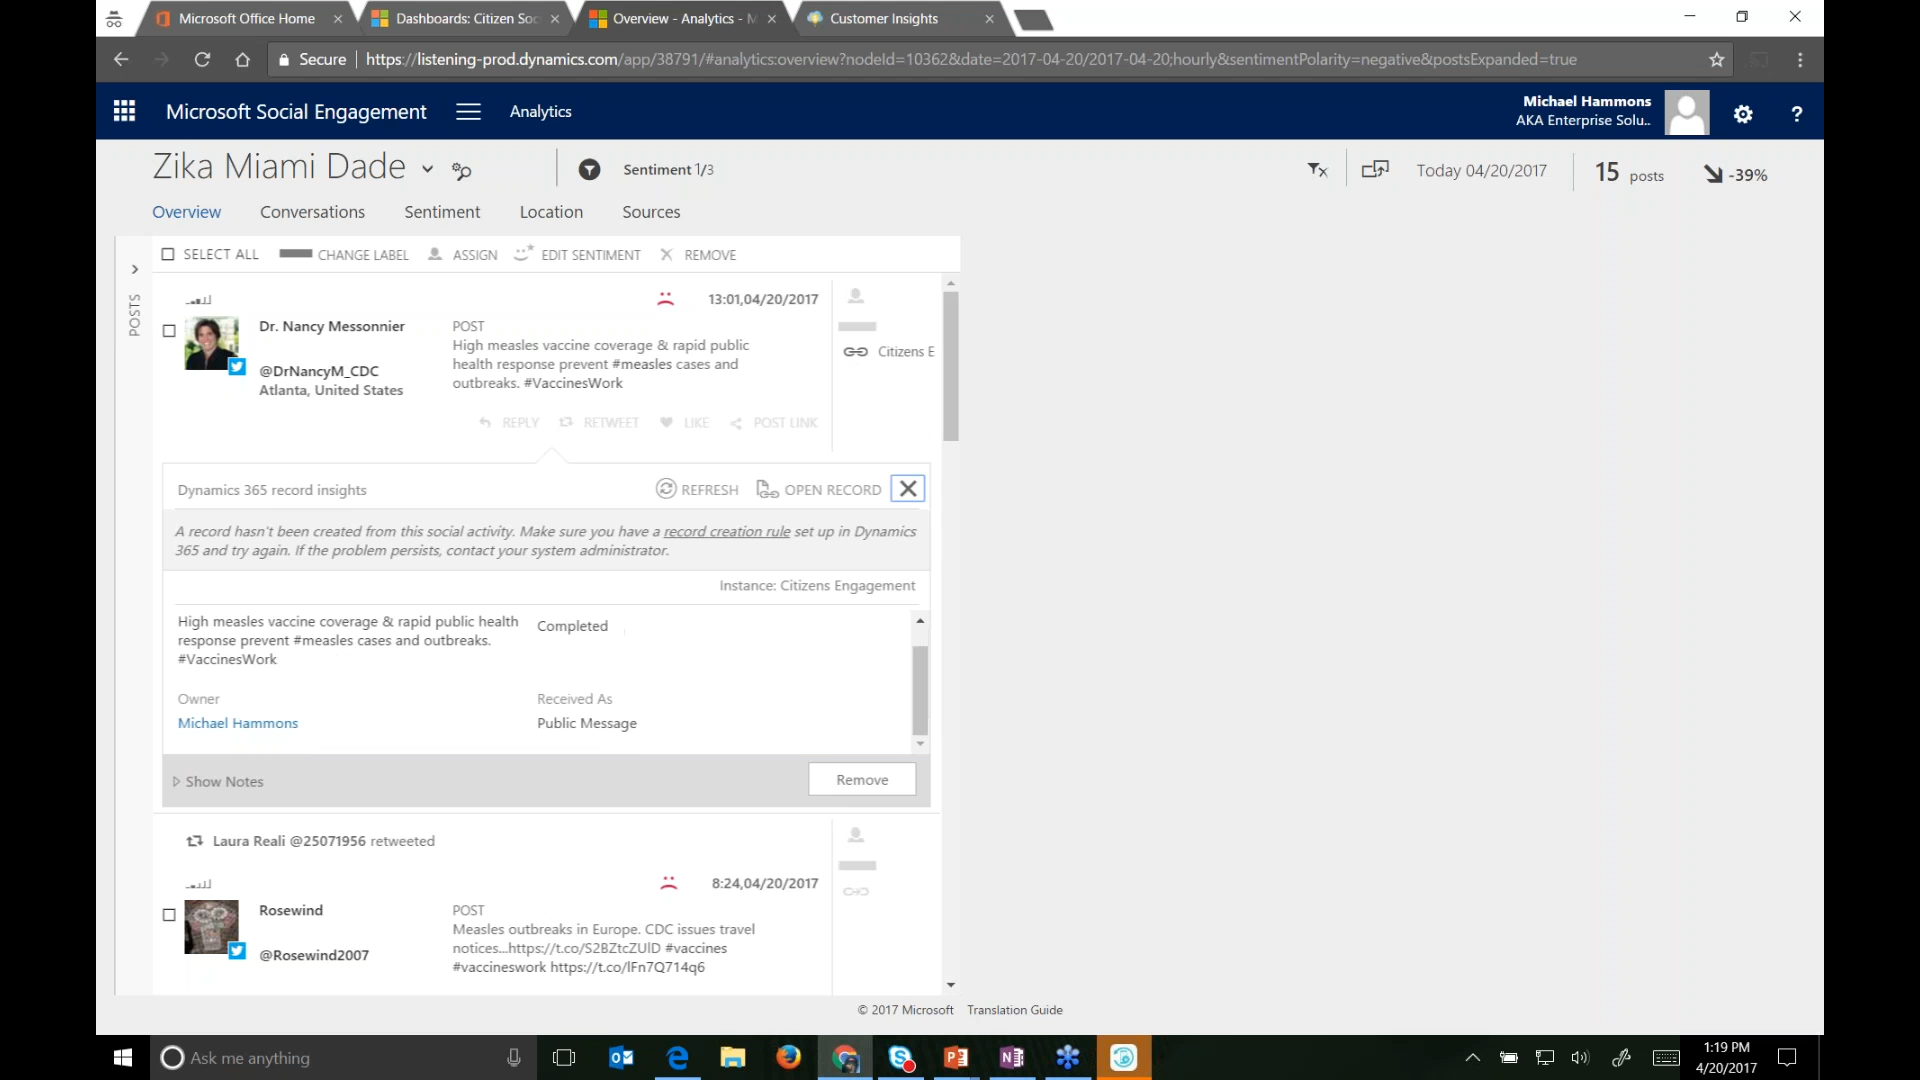 Microsoft Office Home
Dashboards: Citizen Soc
Overview - Analytics - M
Customer Insights
Secure
https://listening-prod.dynamics.com/app/38791/#analytics:overview?nodeId=10362&date=2017-04-20/2017-04-20;hourly&sentimentPolarity=negative&postsExpanded=true
Microsoft Social Engagement
Analytics
Michael Hammons
AKA Enterprise Solu..
?
Zika Miami Dade
Sentiment 1/3
Today 04/20/2017
15 posts
-39%
Overview
Conversations
Sentiment
Location
Sources
POSTS
SELECT ALL
CHANGE LABEL
ASSIGN
EDIT SENTIMENT
REMOVE
13:01,04/20/2017
Dr. Nancy Messonnier
@DrNancyM_CDC
Atlanta, United States
POST
High measles vaccine coverage & rapid public
health response prevent #measles cases and
outbreaks. #VaccinesWork
Citizens E
REPLY
RETWEET
LIKE
POST LINK
Dynamics 365 record insights
REFRESH
OPEN RECORD
A record hasn't been created from this social activity. Make sure you have a record creation rule set up in Dynamics
365 and try again. If the problem persists, contact your system administrator.
Instance: Citizens Engagement
High measles vaccine coverage & rapid public health
response prevent #measles cases and outbreaks.
#VaccinesWork
Completed
Owner
Michael Hammons
Received As
Public Message
Show Notes
Remove
Laura Reali @25071956 retweeted
8:24,04/20/2017
Rosewind
@Rosewind2007
POST
Measles outbreaks in Europe. CDC issues travel
notices...https://t.co/S2BZtcZUlD #vaccines
#vaccineswork https://t.co/lFn7Q714q6
© 2017 Microsoft
Translation Guide
Ask me anything
1:19 PM
4/20/2017